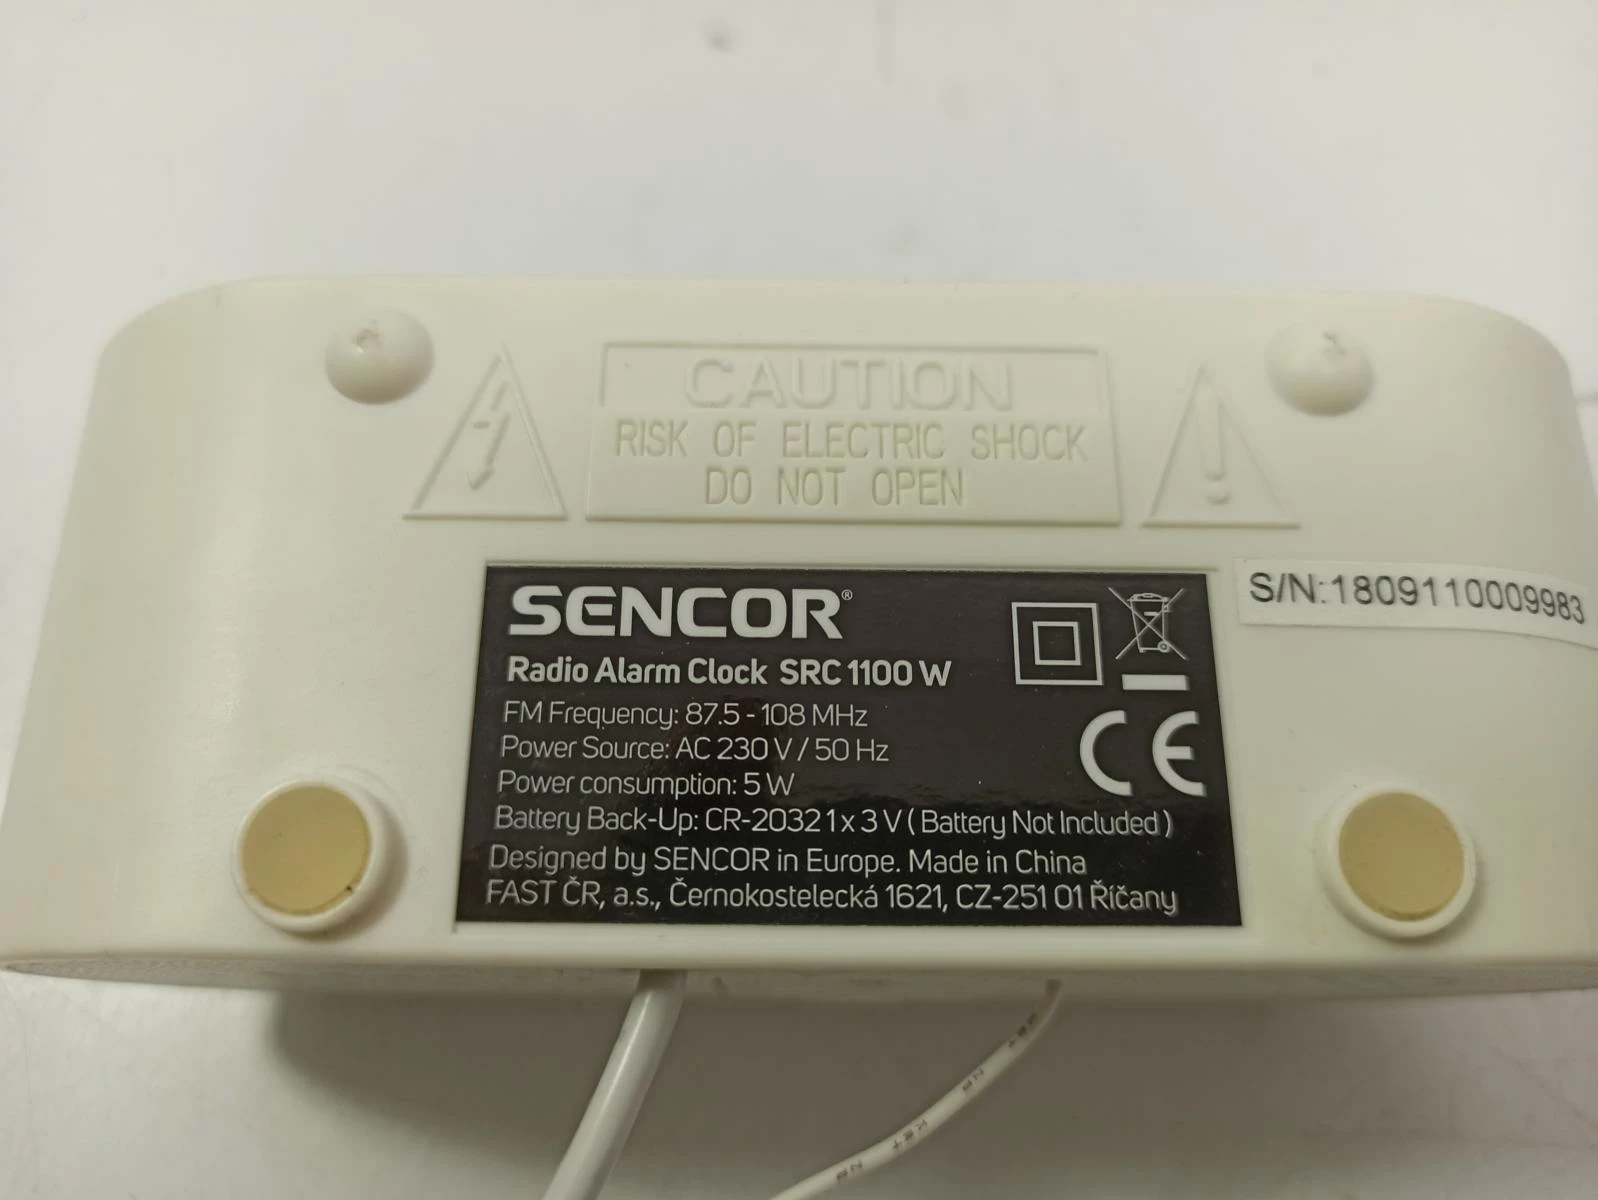 CAUTION
RISK OF ELECTRIC SHOCK
DO NOT OPEN
S/N:1809110009983
SENCOR®
Radio Alarm Clock SRC 1100 W
FM Frequency: 87.5 - 108 MHz
Power Source: AC 230 V / 50 Hz
Power consumption: 5 W
Battery Back-Up: CR-2032 1 x 3 V ( Battery Not Included )
Designed by SENCOR in Europe. Made in China
FAST ČR, a.s., Černokostelecká 1621, CZ-251 01 Říčany
CE